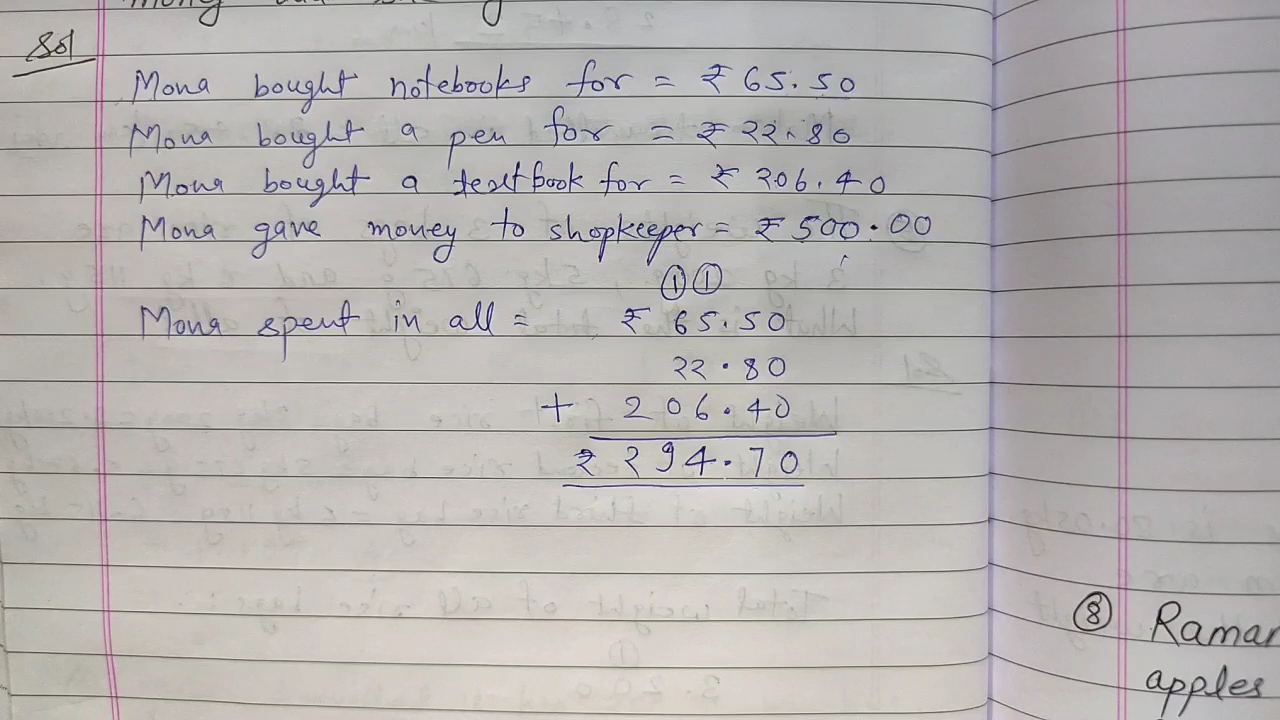 money
Sol
Mona bought notebooks for = ₹ 65.50
Mona bought a pen for = ₹ 22.80
Mona bought a textbook for = ₹ 206.40
Mona gave money to shopkeeper = ₹ 500.00
① ①
Mona spent in all = ₹ 65.50
22.80
+ 206.40
₹ 294.70
⑧ Raman
apples